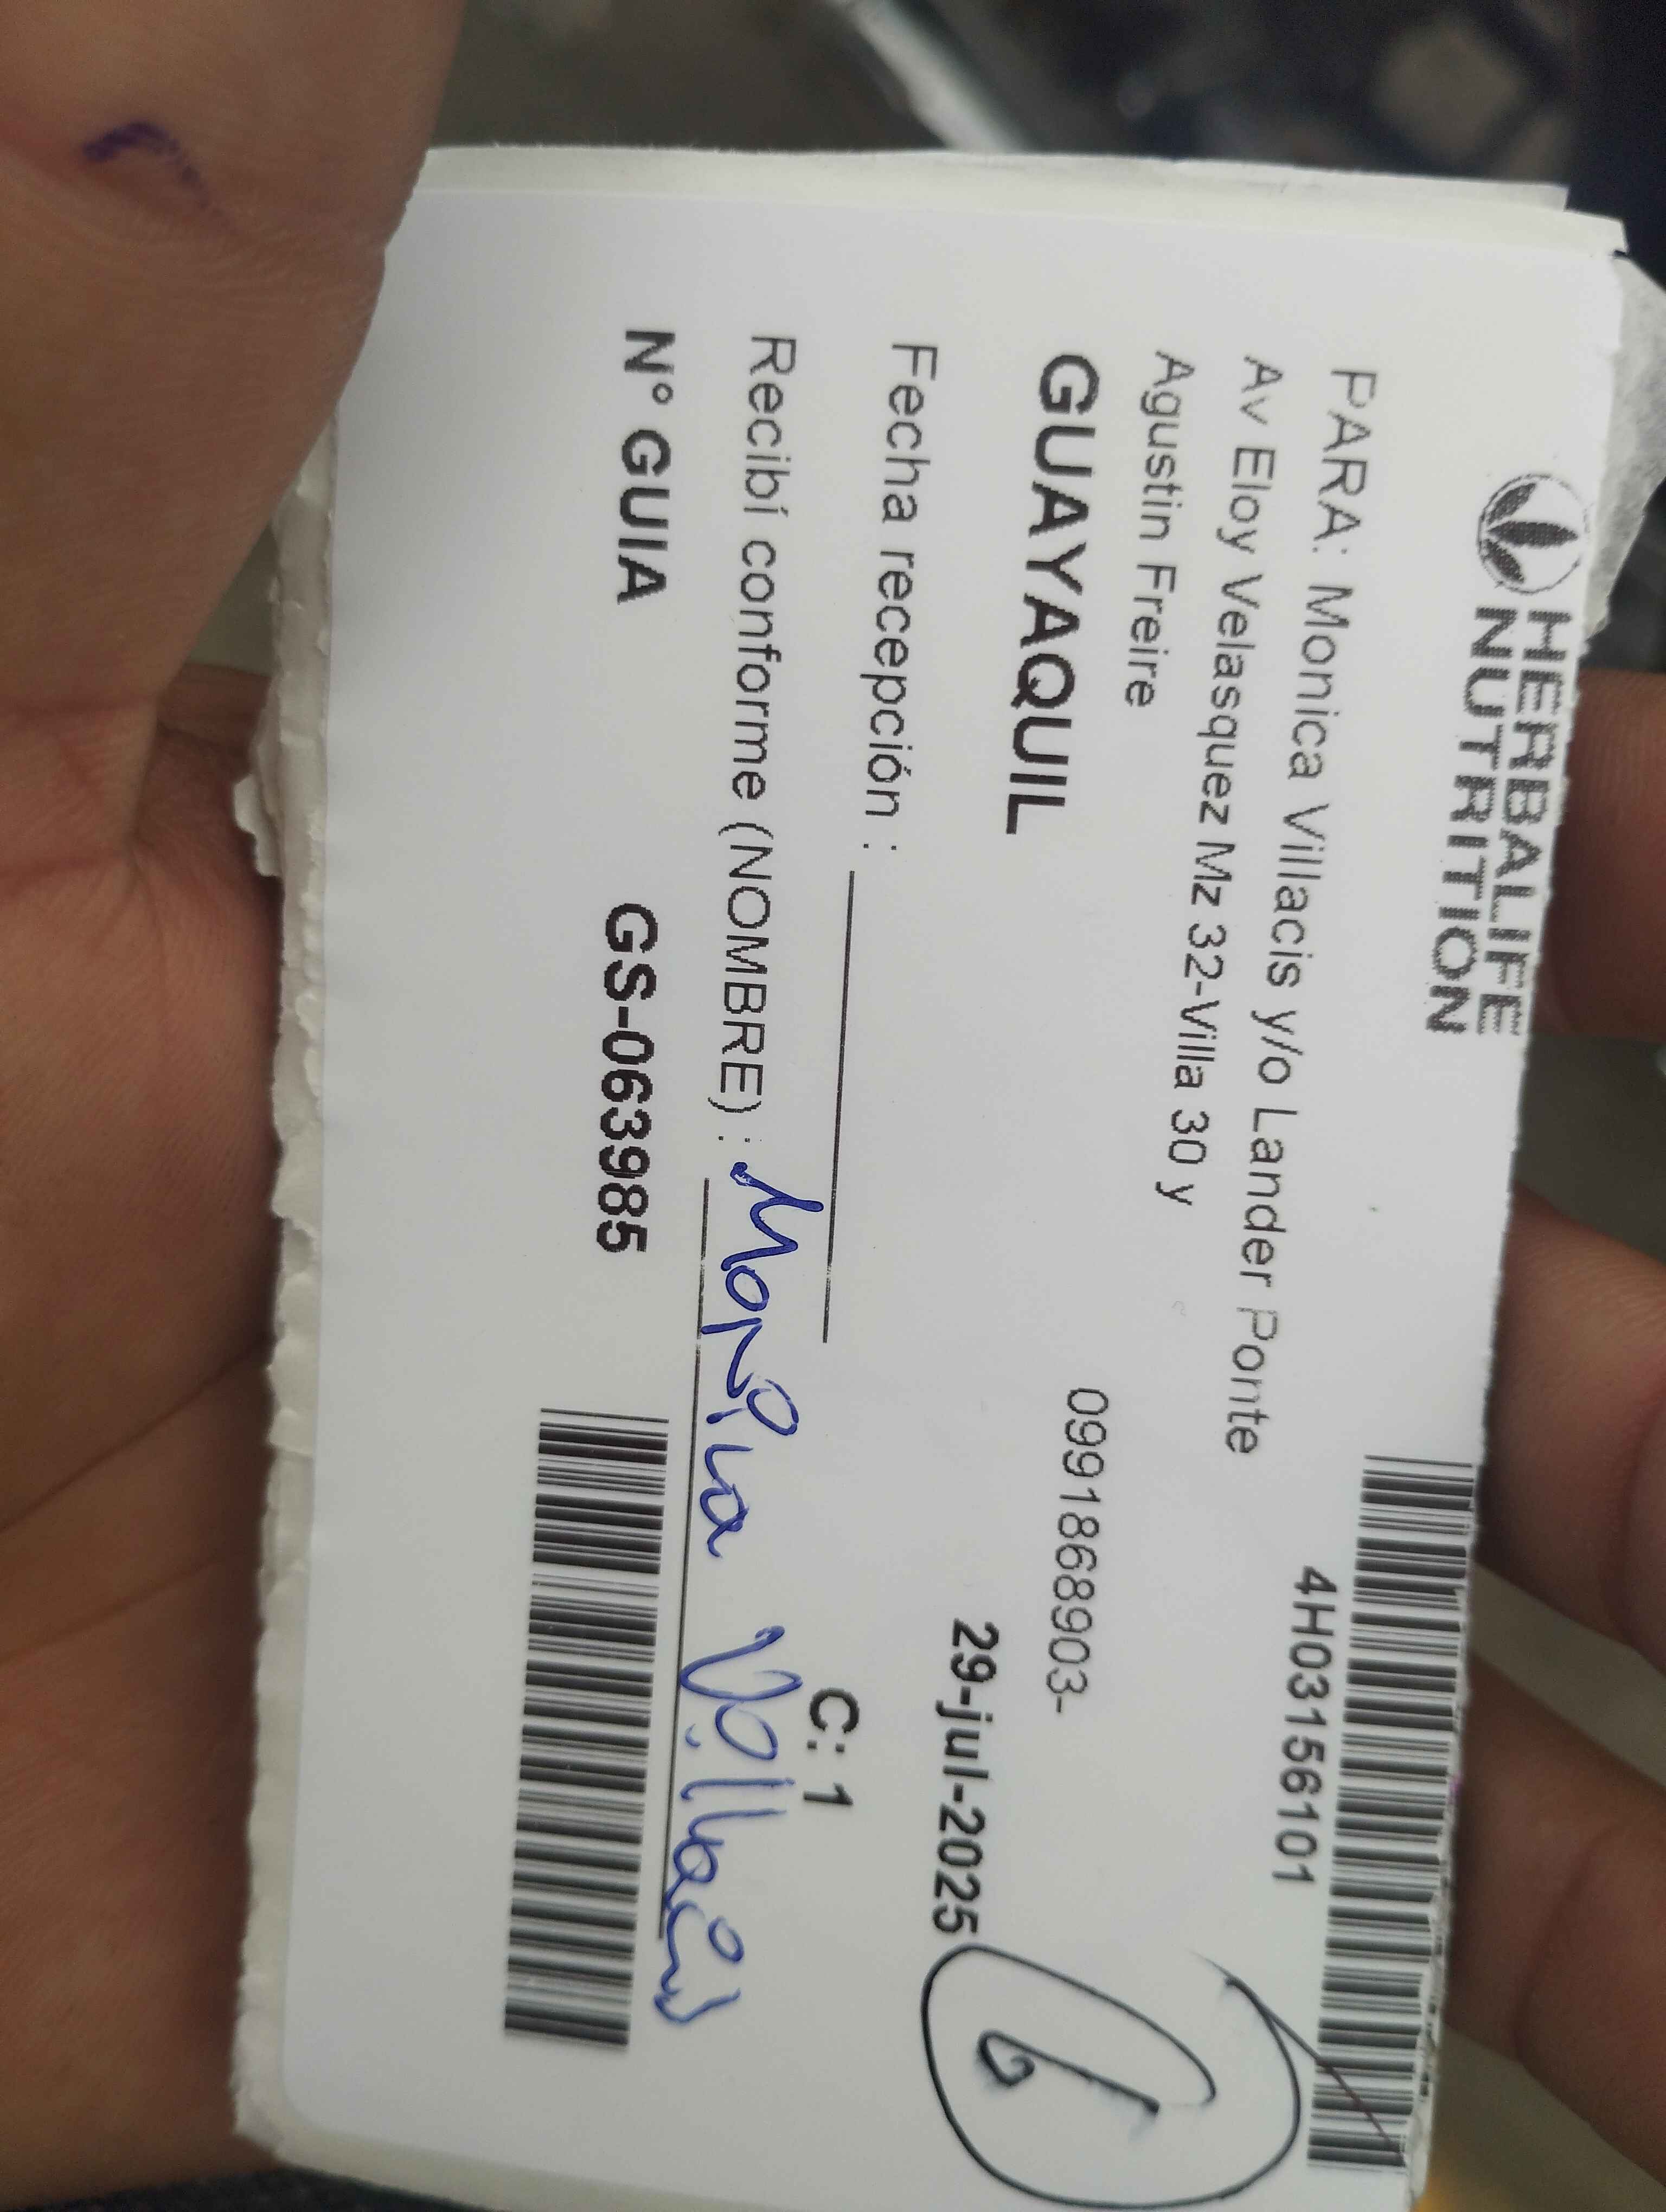 HERBALIFE
NUTRITION
4H03156101
PARA: Monica Villacis y/o Lander Ponte
Av Eloy Velasquez Mz 32-Villa 30 y
Agustin Freire
0991868903-
GUAYAQUIL
29-jul-2025
6
Fecha recepción :
C: 1
Recibí conforme (NOMBRE) : Monica Villacis
N° GUIA GS-063985